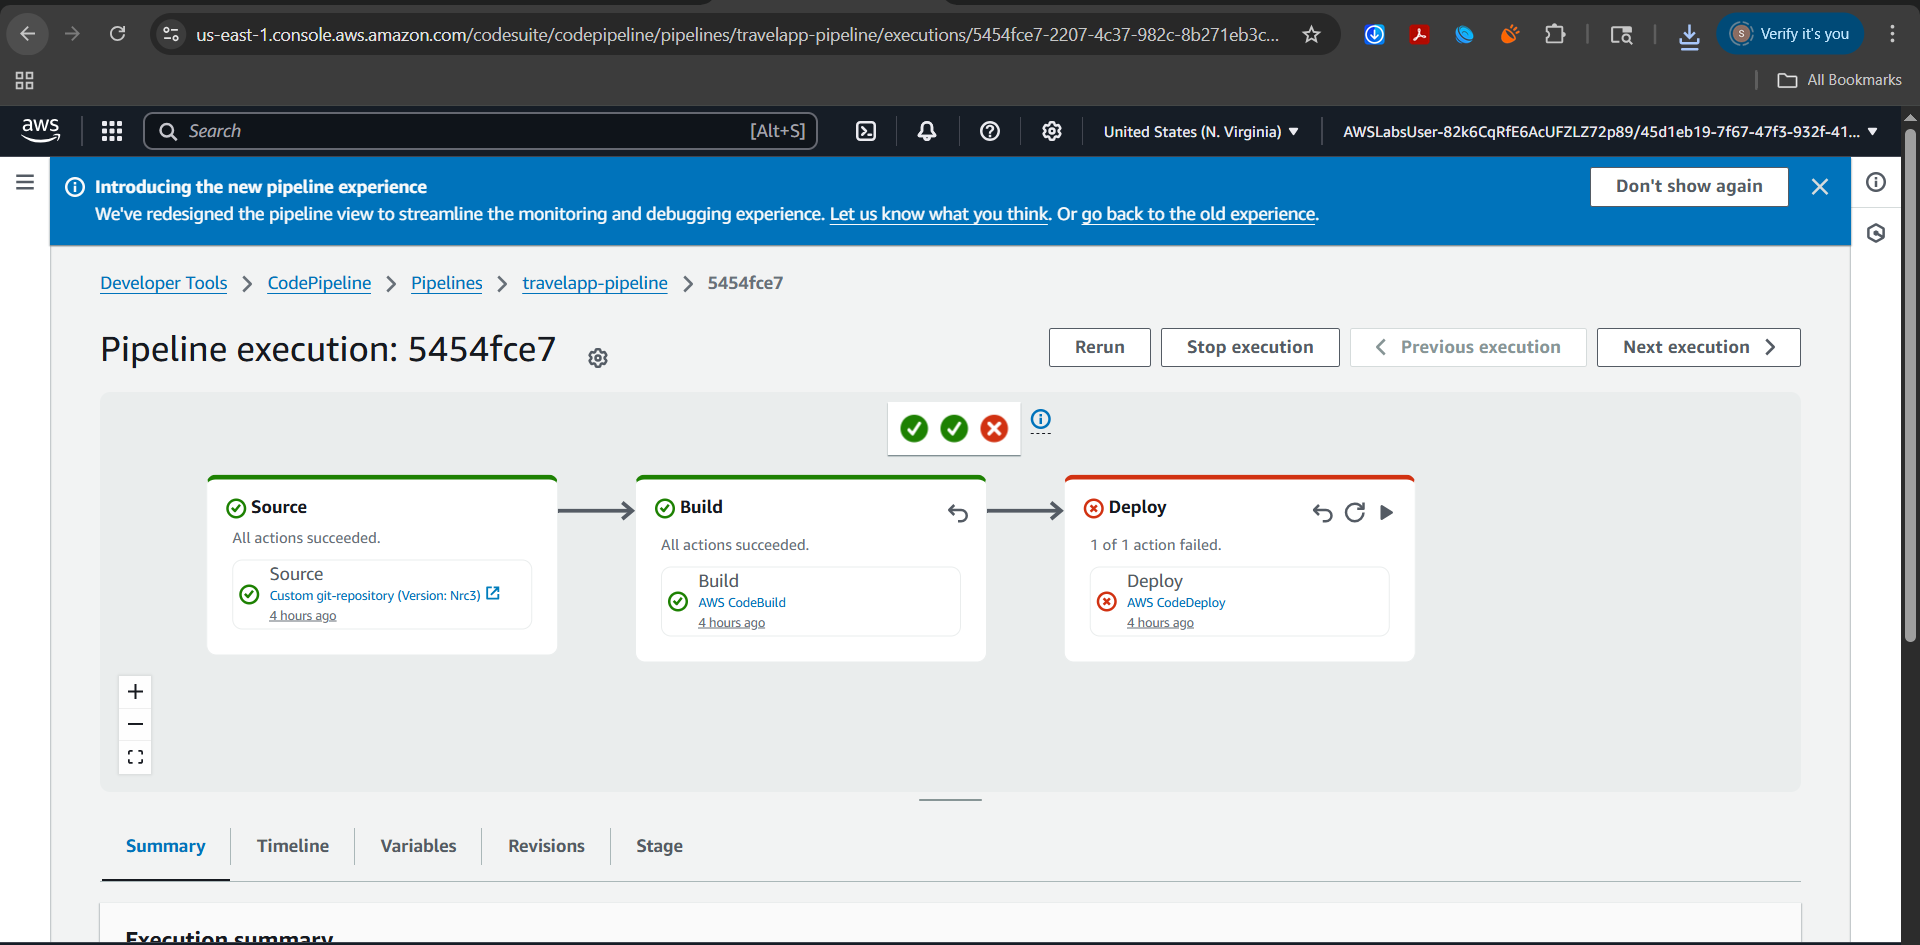 us-east-1.console.aws.amazon.com/codesuite/codepipeline/pipelines/travelapp-pipeline/executions/5454fce7-2207-4c37-982c-8b271eb3c...
S Verify it's you
All Bookmarks
aws
Search [Alt+S]
United States (N. Virginia)
AWSLabsUser-82k6CqRfE6AcUFZLZ72p89/45d1eb19-7f67-47f3-932f-41...
Introducing the new pipeline experience
We've redesigned the pipeline view to streamline the monitoring and debugging experience. Let us know what you think. Or go back to the old experience.
Don't show again
Developer Tools > CodePipeline > Pipelines > travelapp-pipeline > 5454fce7
Pipeline execution: 5454fce7
Rerun
Stop execution
Previous execution
Next execution
Source
All actions succeeded.
Source
Custom git-repository (Version: Nrc3)
4 hours ago
Build
All actions succeeded.
Build
AWS CodeBuild
4 hours ago
Deploy
1 of 1 action failed.
Deploy
AWS CodeDeploy
4 hours ago
Summary
Timeline
Variables
Revisions
Stage
Execution summary